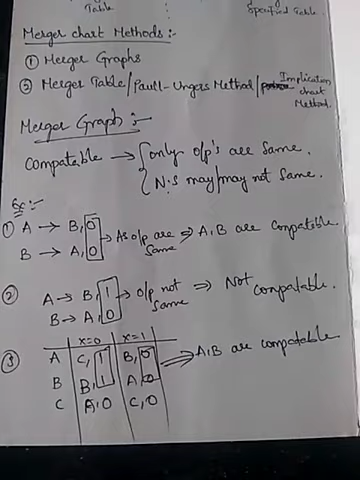 Table
Specified Table.
Merger chart Methods :-
① Merger Graphs
② Merger Table/Paull-Ungers Method/ Implication chart Method.
Merger Graph :-
Compatable → { only o/p's are same.
N.S may/may not same.
Ex :-
① A → B, 0
B → A, 0 → As o/p are same ⇒ A, B are compatible.
② A → B, 1
B → A, 0 → o/p not same ⇒ Not compatable.
③ x=0 x=1
A C, 1 B, 0
B B, 1 A, 0 ⇒ A, B are compatable
C A, 0 C, 0